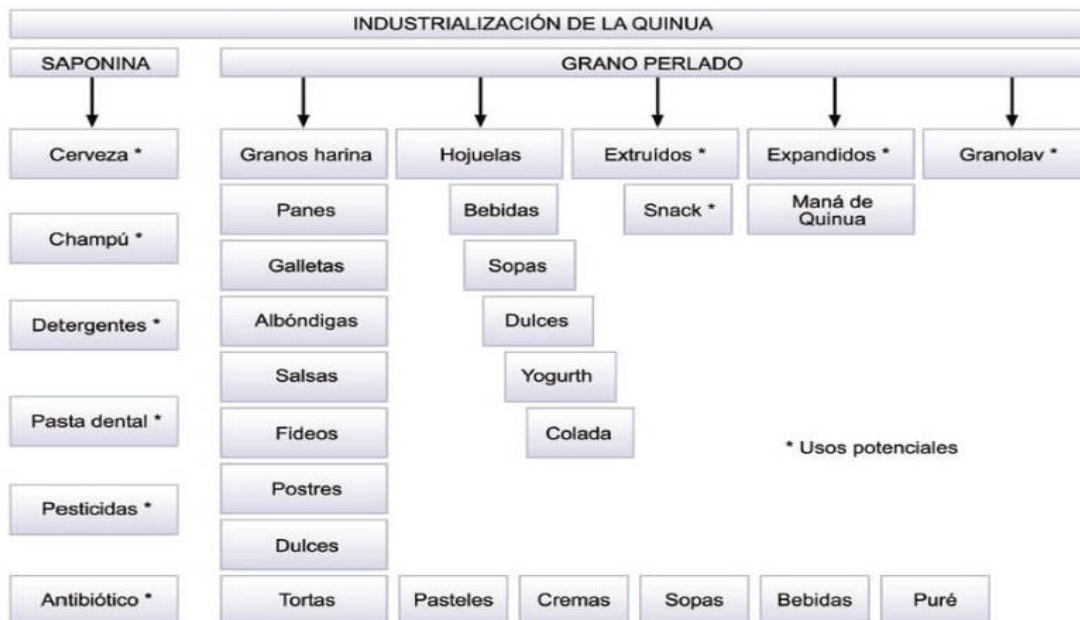 INDUSTRIALIZACIÓN DE LA QUINUA
SAPONINA
GRANO PERLADO
Cerveza *
Granos harina
Hojuelas
Extruídos *
Expandidos *
Granolav *
Champú *
Detergentes *
Pasta dental *
Pesticidas *
Antibiótico *
Panes
Galletas
Albóndigas
Salsas
Fideos
Postres
Dulces
Tortas
Pasteles
Cremas
Sopas
Bebidas
Puré
Bebidas
Sopas
Dulces
Yogurth
Colada
Snack *
Maná de
Quinua
* Usos potenciales